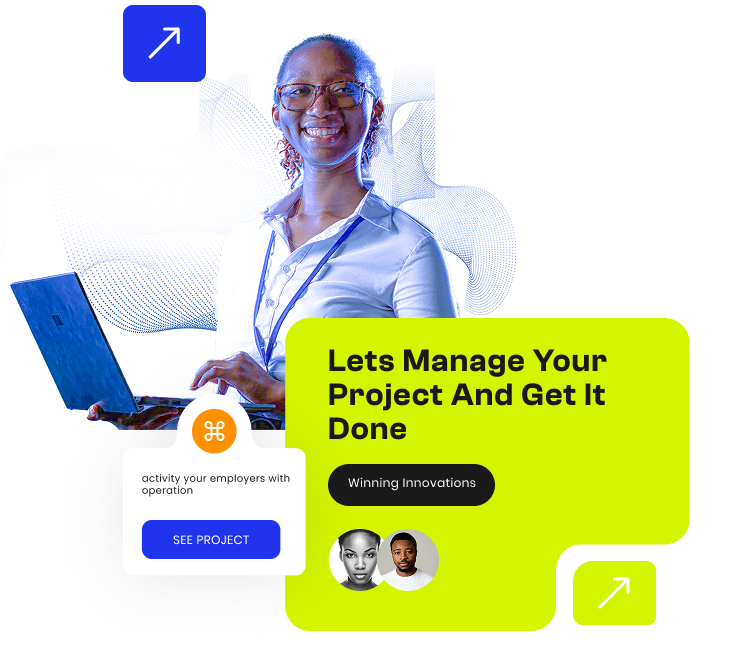 Lets Manage Your
Project And Get It
Done
Winning Innovations
activity your employers with
operation
SEE PROJECT